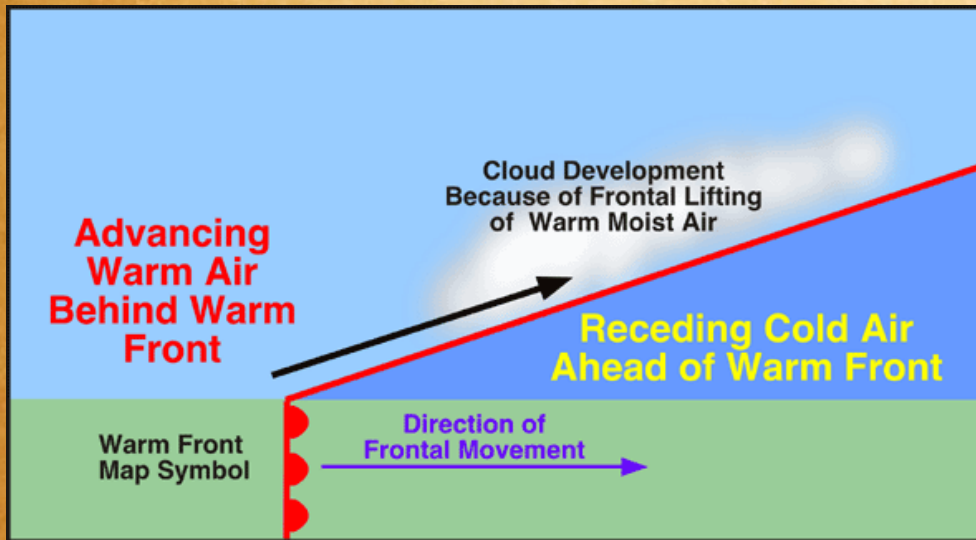 Cloud Development
Because of Frontal Lifting
of Warm Moist Air
Advancing
Warm Air
Behind Warm
Front
Receding Cold Air
Ahead of Warm Front
Warm Front
Map Symbol
Direction of
Frontal Movement